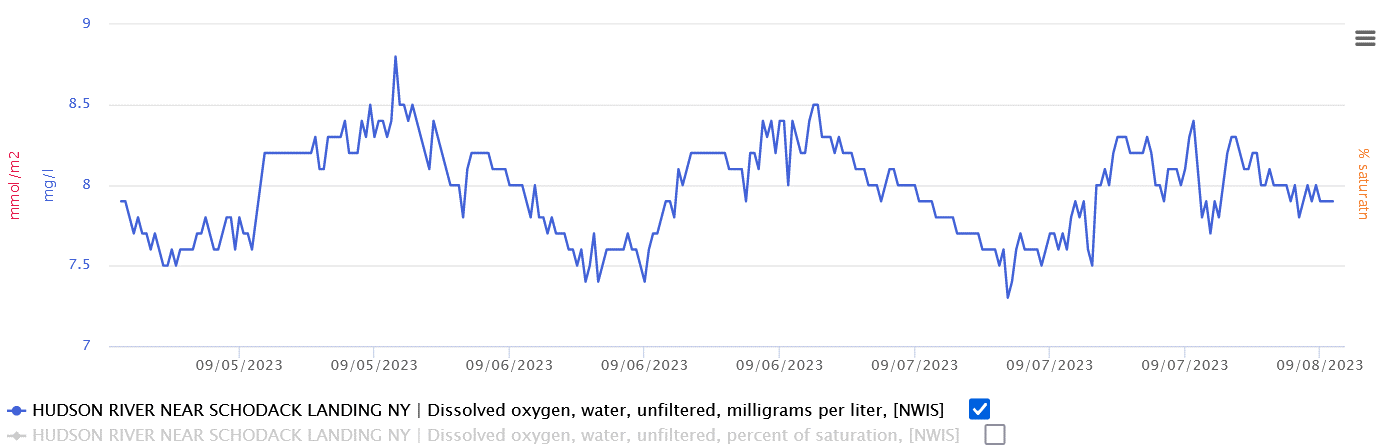 9
8.5
8
7.5
7
mmol/m2
mg/l
% saturatn
09/05/2023 09/05/2023 09/06/2023 09/06/2023 09/06/2023 09/07/2023 09/07/2023 09/07/2023 09/08/2023
HUDSON RIVER NEAR SCHODACK LANDING NY | Dissolved oxygen, water, unfiltered, milligrams per liter, [NWIS]
HUDSON RIVER NEAR SCHODACK LANDING NY | Dissolved oxygen, water, unfiltered, percent of saturation, [NWIS]